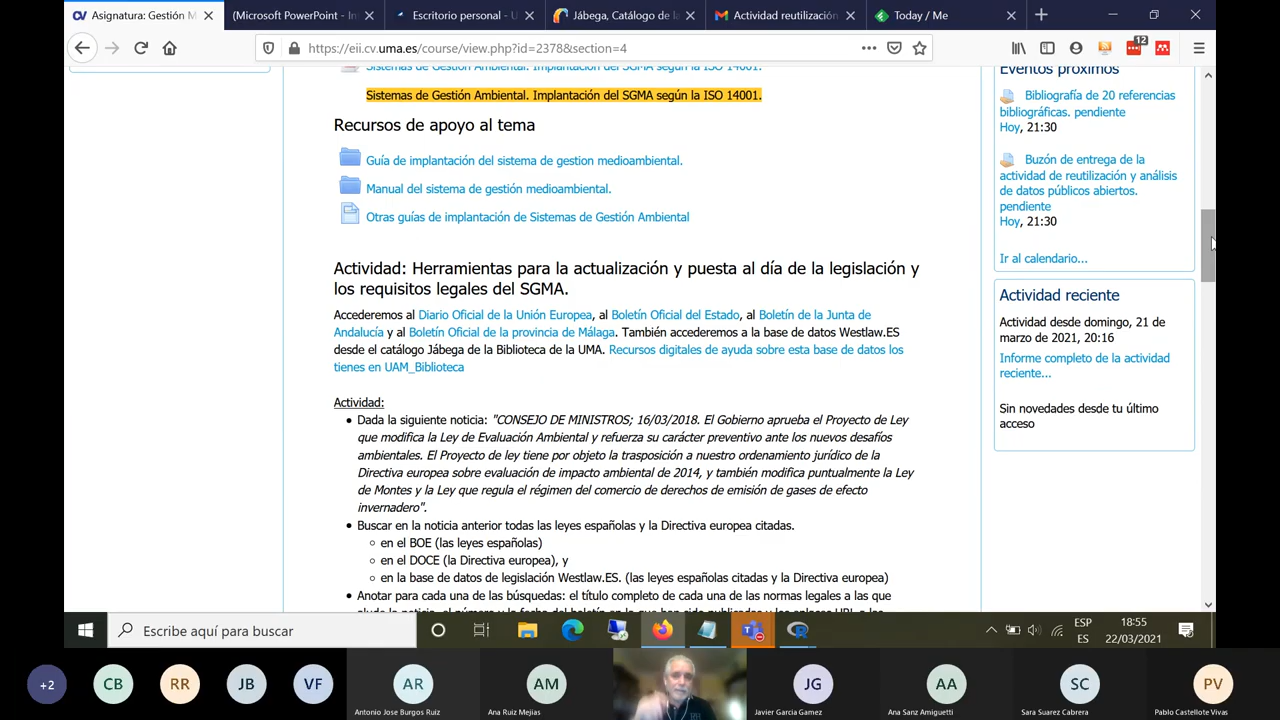 Asignatura: Gestión M
(Microsoft PowerPoint - In
Escritorio personal - U
Jábega, Catálogo de la
Actividad reutilización
Today / Me
https://eii.cv.uma.es/course/view.php?id=2378&section=4
12
Sistemas de Gestión Ambiental. Implantación del SGMA según la ISO 14001.
Sistemas de Gestión Ambiental. Implantación del SGMA según la ISO 14001.
Recursos de apoyo al tema
Guía de implantación del sistema de gestion medioambiental.
Manual del sistema de gestión medioambiental.
Otras guías de implantación de Sistemas de Gestión Ambiental
Actividad: Herramientas para la actualización y puesta al día de la legislación y
los requisitos legales del SGMA.
Accederemos al Diario Oficial de la Unión Europea, al Boletín Oficial del Estado, al Boletín de la Junta de
Andalucía y al Boletín Oficial de la provincia de Málaga. También accederemos a la base de datos Westlaw.ES
desde el catálogo Jábega de la Biblioteca de la UMA. Recursos digitales de ayuda sobre esta base de datos los
tienes en UAM_Biblioteca
Actividad:
Dada la siguiente noticia: "CONSEJO DE MINISTROS; 16/03/2018. El Gobierno aprueba el Proyecto de Ley
que modifica la Ley de Evaluación Ambiental y refuerza su carácter preventivo ante los nuevos desafíos
ambientales. El Proyecto de ley tiene por objeto la trasposición a nuestro ordenamiento jurídico de la
Directiva europea sobre evaluación de impacto ambiental de 2014, y también modifica puntualmente la Ley
de Montes y la Ley que regula el régimen del comercio de derechos de emisión de gases de efecto
invernadero".
Buscar en la noticia anterior todas las leyes españolas y la Directiva europea citadas.
en el BOE (las leyes españolas)
en el DOCE (la Directiva europea), y
en la base de datos de legislación Westlaw.ES. (las leyes españolas citadas y la Directiva europea)
Anotar para cada una de las búsquedas: el título completo de cada una de las normas legales a las que
Eventos próximos
Bibliografía de 20 referencias
bibliográficas. pendiente
Hoy, 21:30
Buzón de entrega de la
actividad de reutilización y análisis
de datos públicos abiertos.
pendiente
Hoy, 21:30
Ir al calendario...
Actividad reciente
Actividad desde domingo, 21 de
marzo de 2021, 20:16
Informe completo de la actividad
reciente...
Sin novedades desde tu último
acceso
Escribe aquí para buscar
ESP
ES
18:55
22/03/2021
+2
CB
RR
JB
VF
AR
Antonio Jose Burgos Ruiz
AM
Ana Ruiz Mejias
JG
Javier Garcia Gamez
AA
Ana Sanz Amiguetti
SC
Sara Suarez Cabrera
PV
Pablo Castellote Vivas